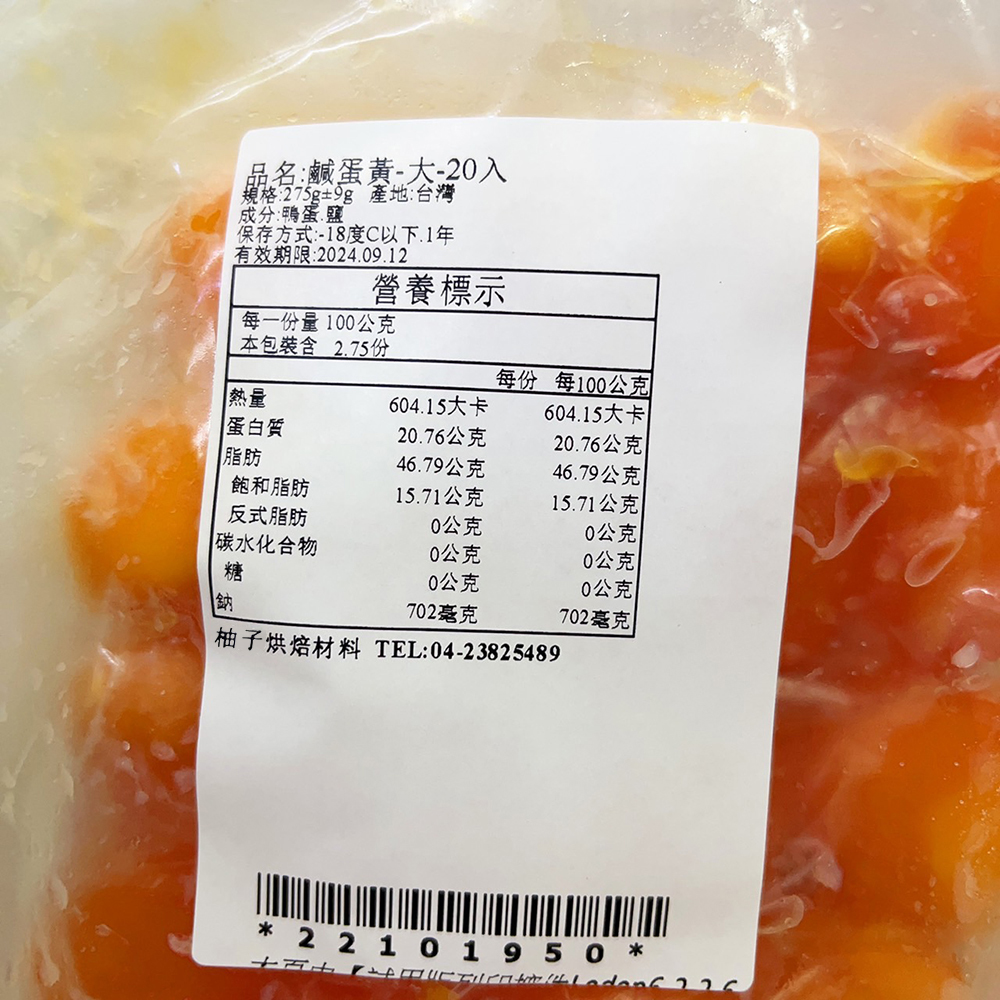 品名:鹹蛋黃-大-20入
規格:275g±9g 產地:台灣
成分:鴨蛋.鹽
保存方式:-18度C以下.1年
有效期限:2024.09.12
營養標示
每一份量 100公克
本包裝含 2.75份
每份 每100公克
熱量 604.15大卡 604.15大卡
蛋白質 20.76公克 20.76公克
脂肪 46.79公克 46.79公克
飽和脂肪 15.71公克 15.71公克
反式脂肪 0公克 0公克
碳水化合物 0公克 0公克
糖 0公克 0公克
鈉 702毫克 702毫克
柚子烘焙材料 TEL:04-23825489
*22101950*